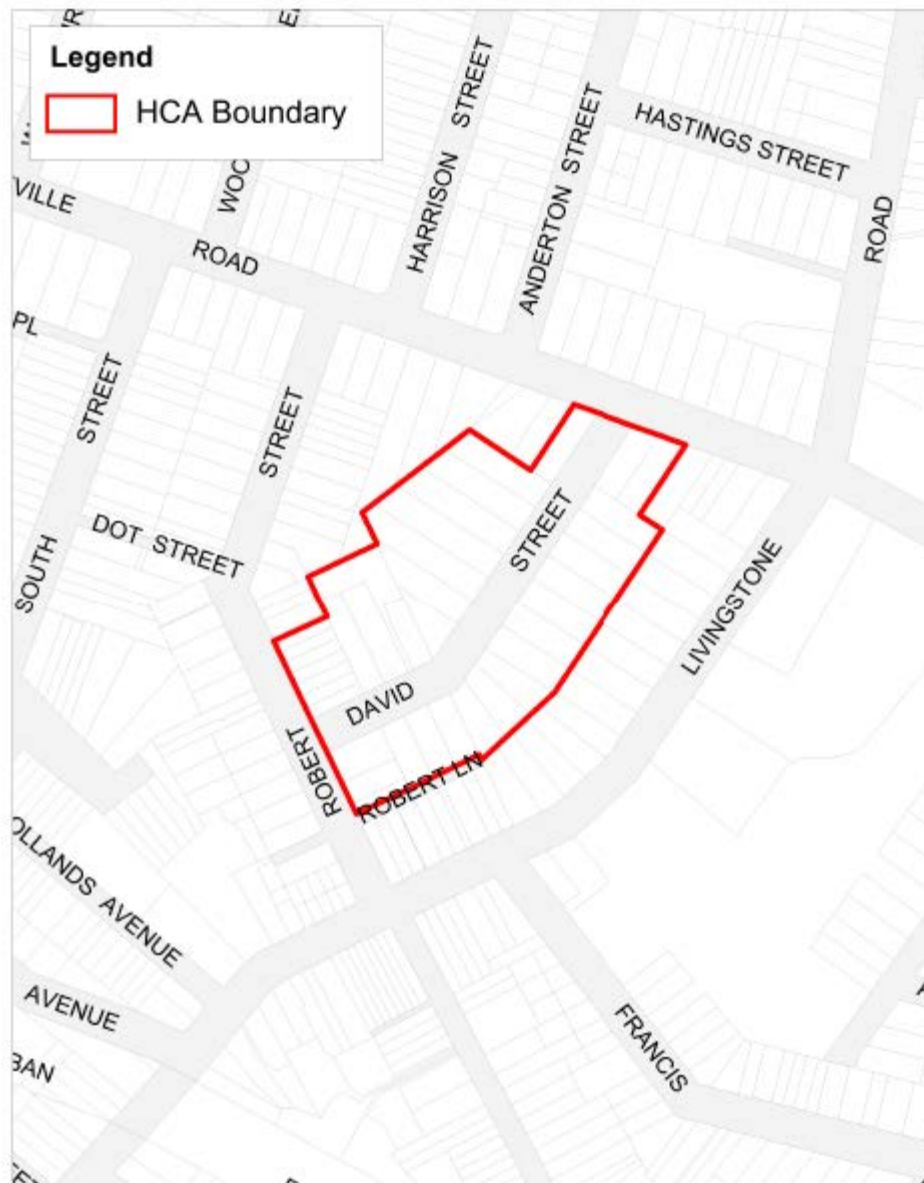 Legend
HCA Boundary
HARRISON STREET
ANDERTON STREET
HASTINGS STREET
WOC
VILLE ROAD
ROAD
PL
STREET
STREET
DOT STREET
SOUTH
STREET
LIVINGSTONE
DAVID
ROBERT
ROBERT LN
OLLANDS AVENUE
AVENUE
BAN
FRANCIS